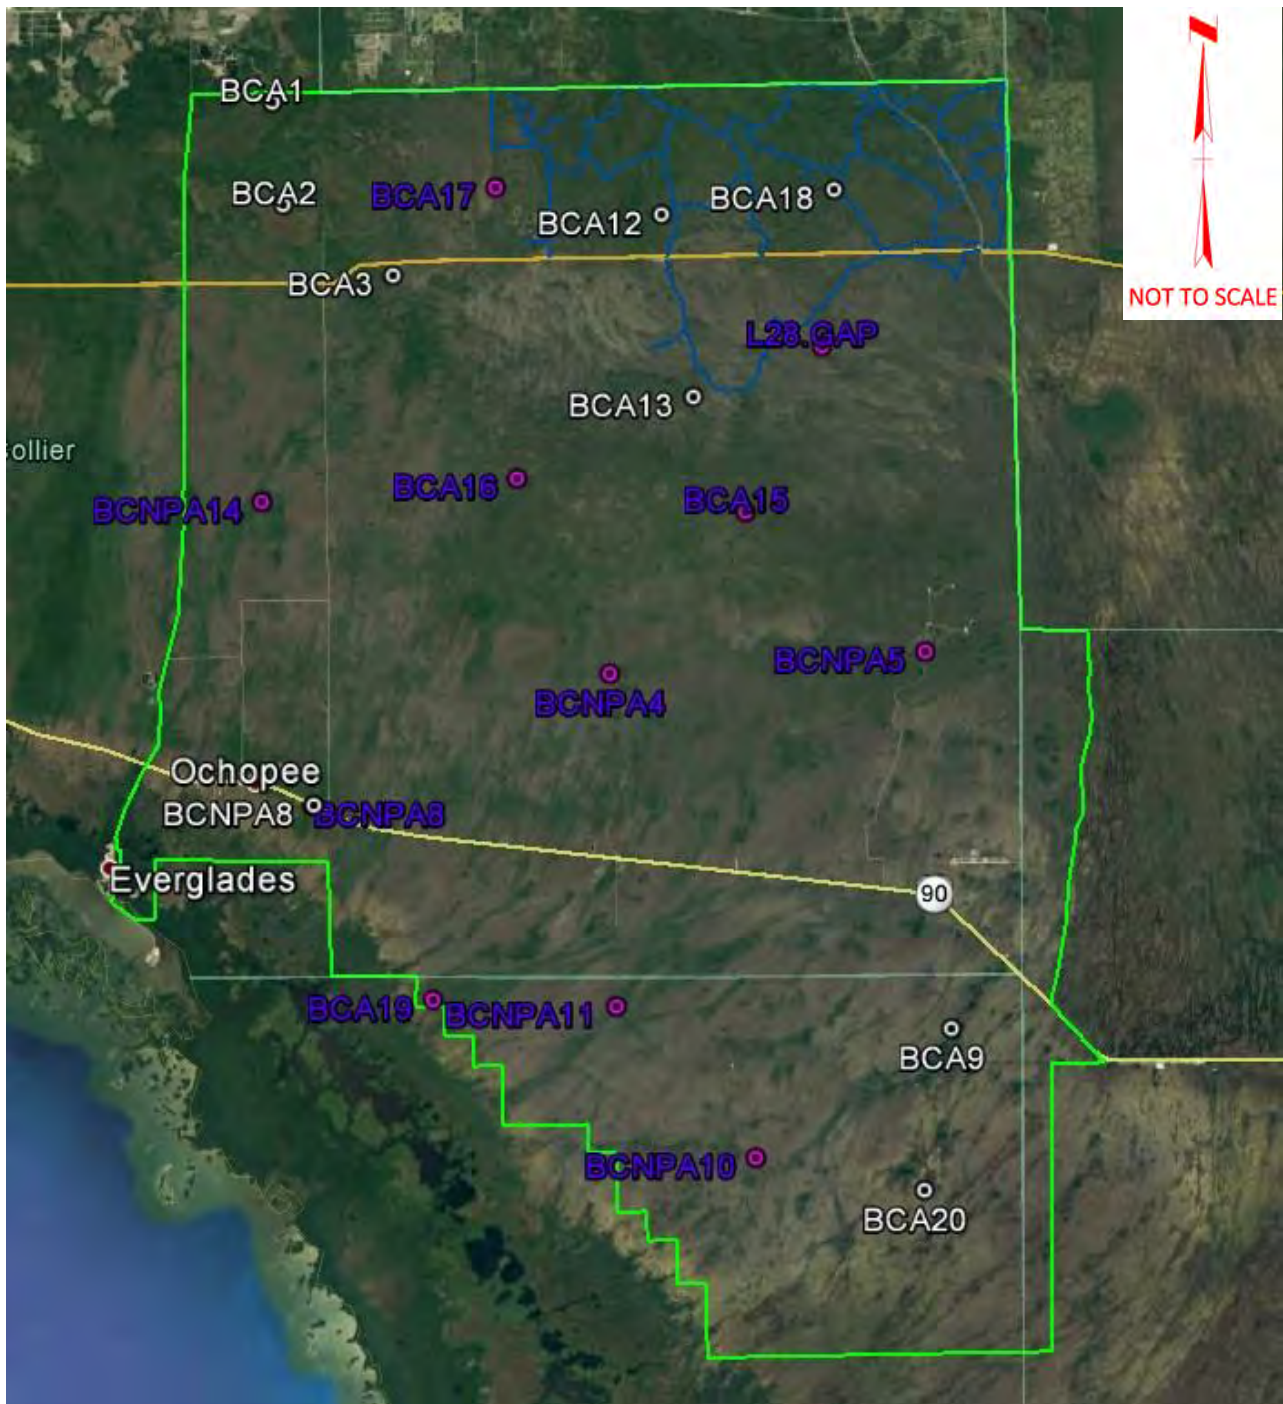 BCA1
BCA2
BCA17
BCA12
BCA18
BCA3
NOT TO SCALE
L28.GAP
BCA13
ollier
BCA16
BCA15
BCNPA14
BCNPA5
BCNPA4
Ochopee
BCNPA8
BCNPA8
Everglades
90
BCA19
BCNPA11
BCA9
BCNPA10
BCA20